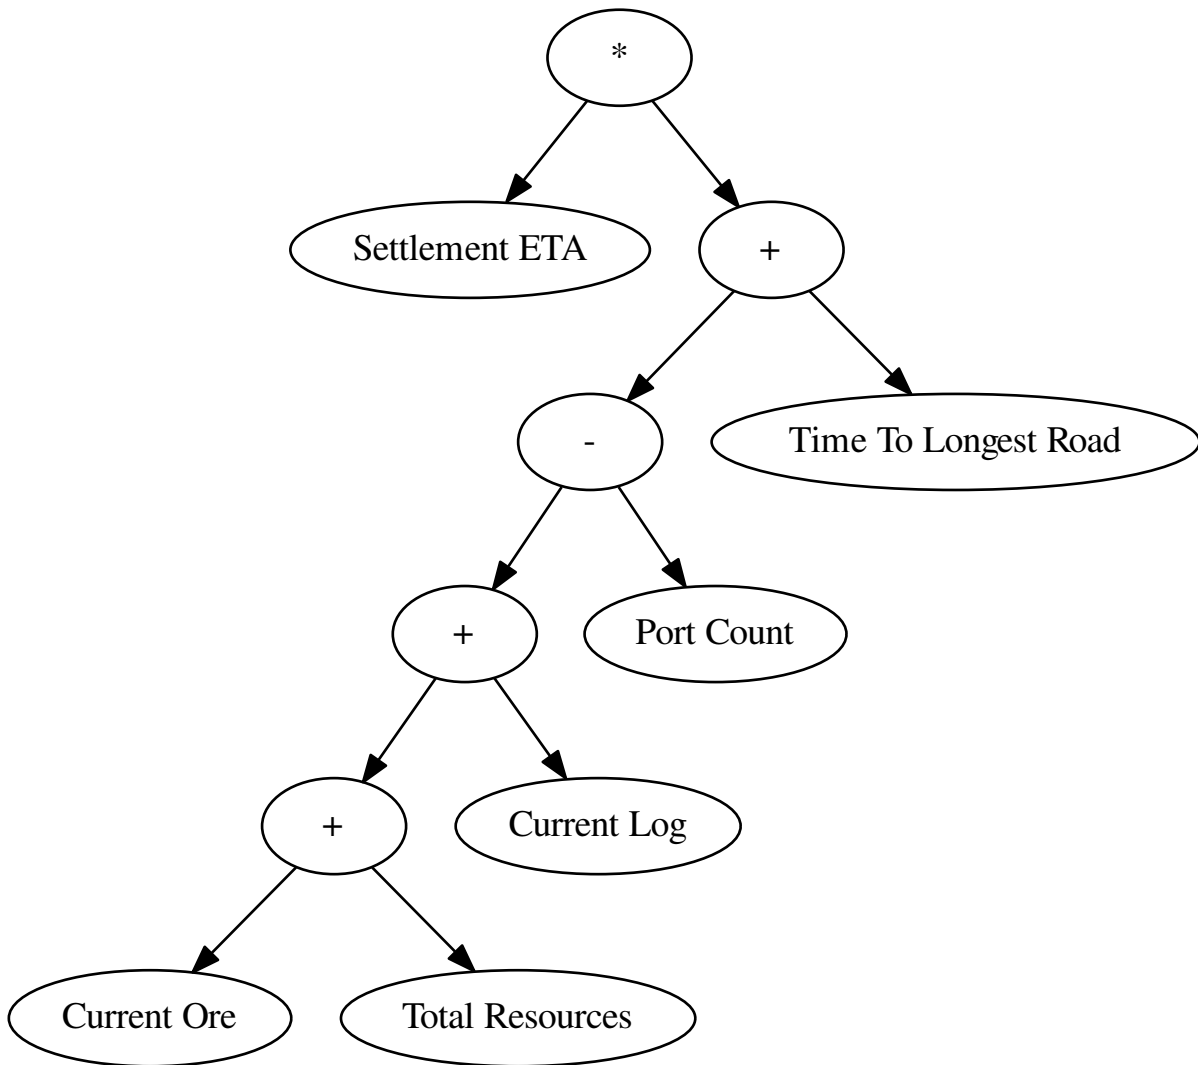 *
Settlement ETA
+
-
Time To Longest Road
+
Port Count
+
Current Log
Current Ore
Total Resources